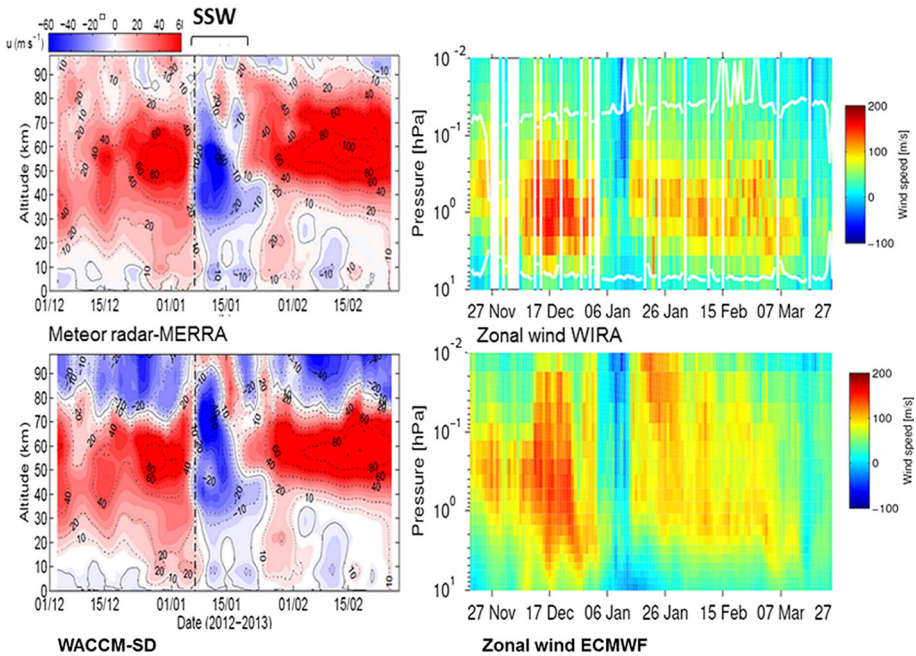 SSW
−60 −40 −20 0 20 40 60
u (m s⁻¹)
Altitude (km)
90
80
70
60
50
40
30
20
10
0
01/12 15/12 01/01 15/01 01/02 15/02
Meteor radar-MERRA
Pressure [hPa]
10⁻²
10⁻¹
10⁰
10¹
27 Nov 17 Dec 06 Jan 26 Jan 15 Feb 07 Mar 27
Zonal wind WIRA
200
100
0
−100
Wind speed [m/s]
Altitude (km)
90
80
70
60
50
40
30
20
10
0
01/12 15/12 01/01 15/01 01/02 15/02
Date (2012−2013)
WACCM-SD
Pressure [hPa]
10⁻²
10⁻¹
10⁰
10¹
27 Nov 17 Dec 06 Jan 26 Jan 15 Feb 07 Mar 27
Zonal wind ECMWF
200
100
0
−100
Wind speed [m/s]